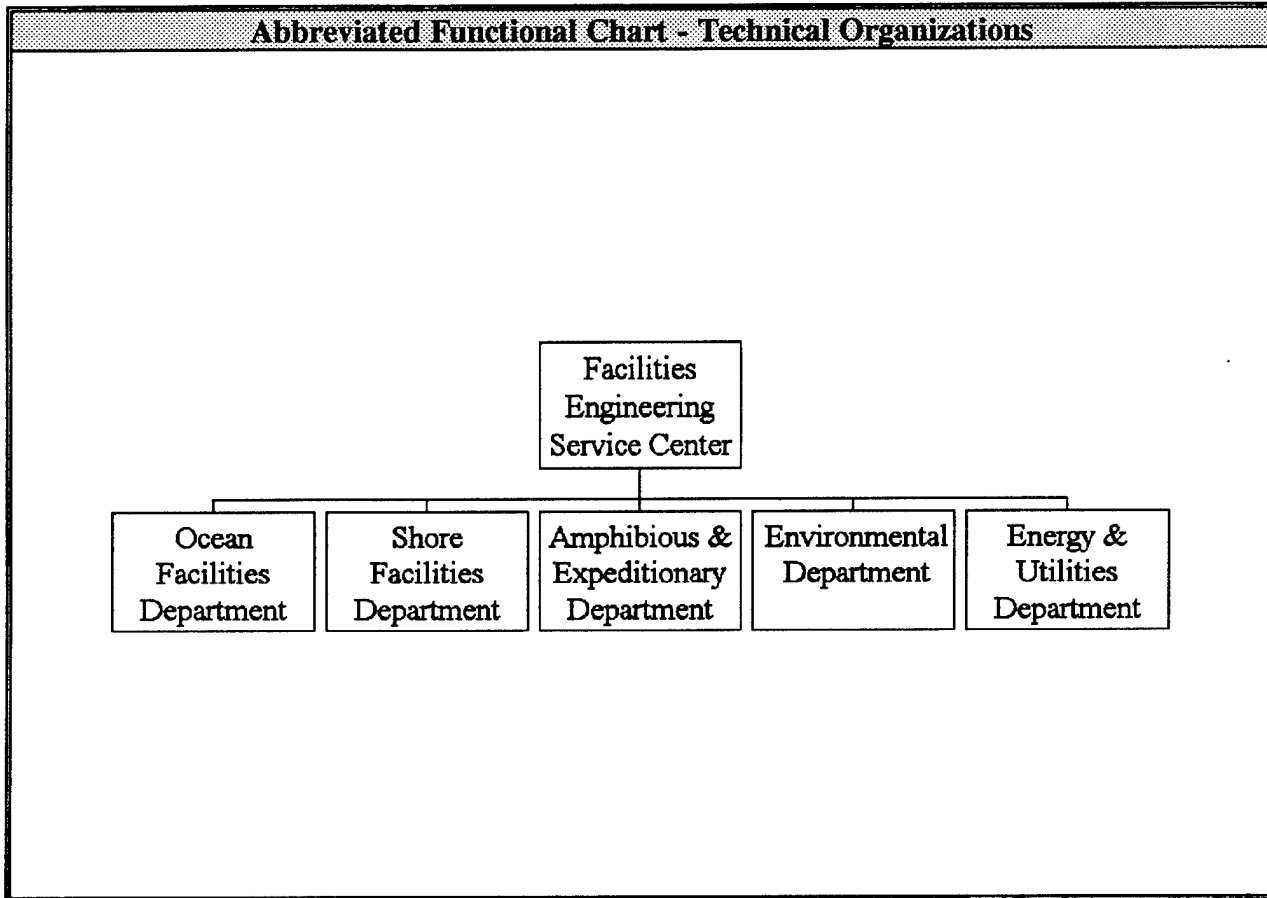 Abbreviated Functional Chart - Technical Organizations
Facilities
Engineering
Service Center
Ocean
Facilities
Department
Shore
Facilities
Department
Amphibious &
Expeditionary
Department
Environmental
Department
Energy &
Utilities
Department